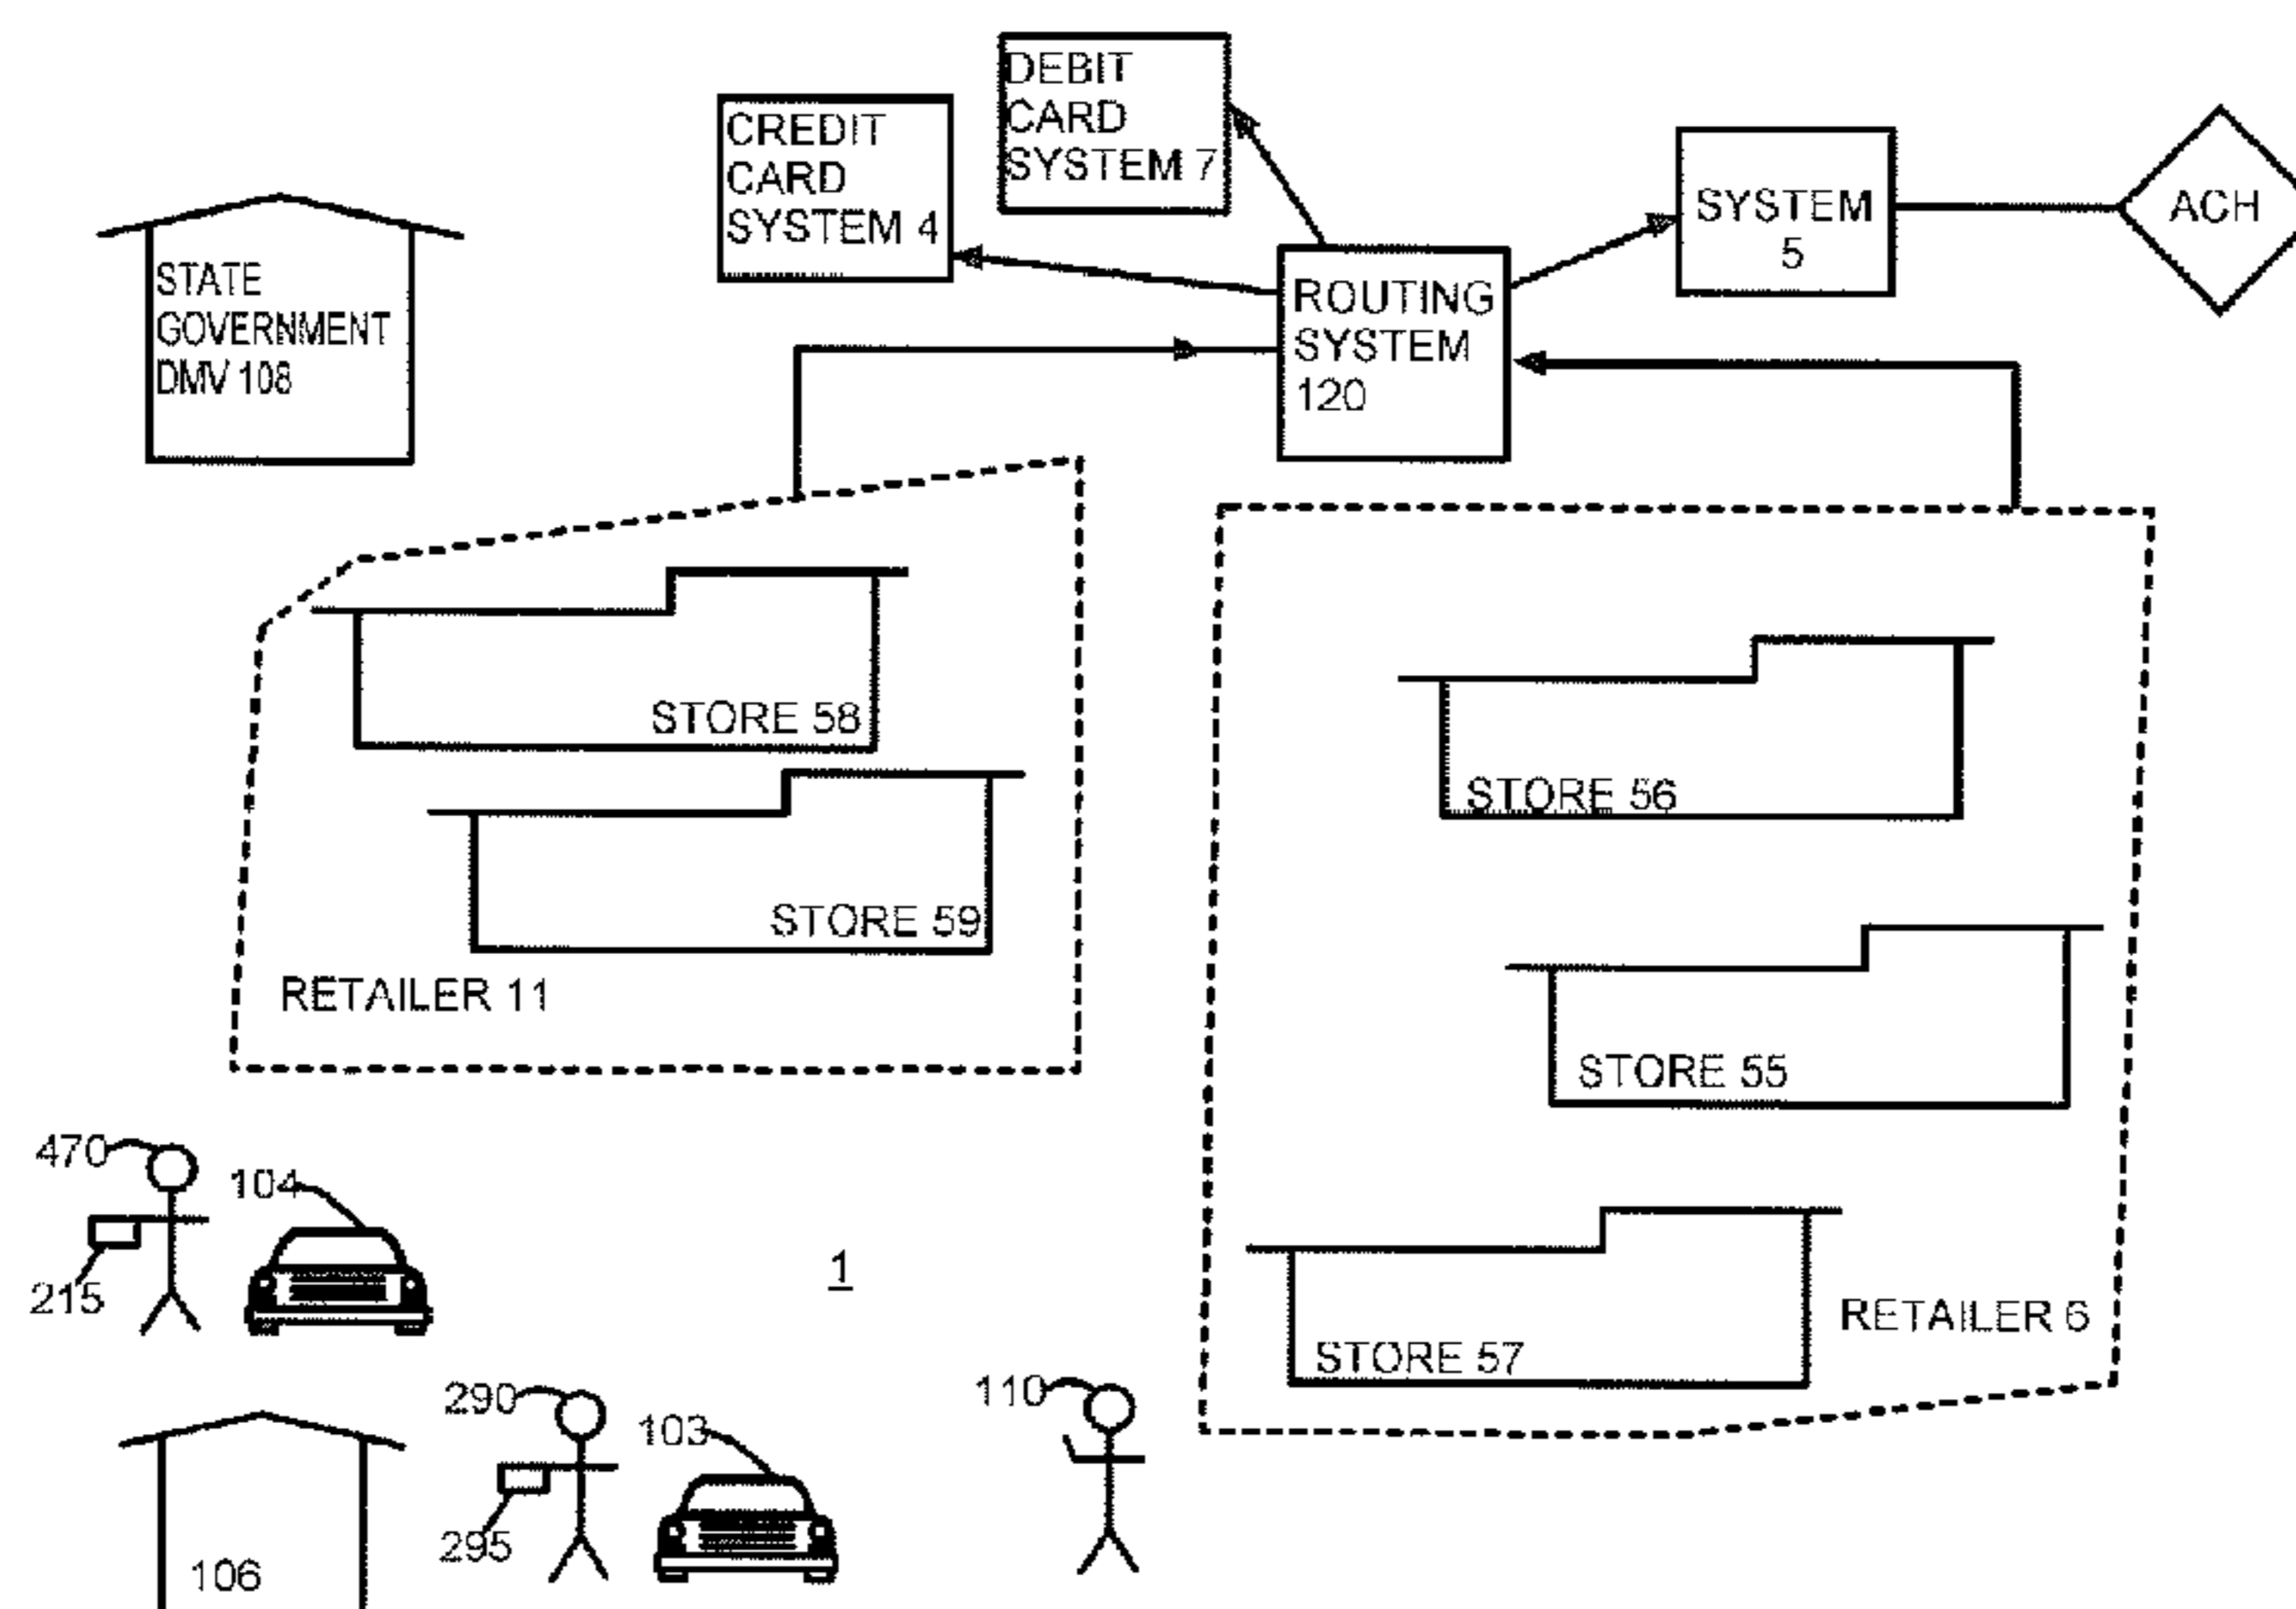 DEBIT
CARD
SYSTEM 7
CREDIT
CARD
SYSTEM 4
SYSTEM
5
ACH
STATE
GOVERNMENT
DMV 108
ROUTING
SYSTEM
120
STORE 58
STORE 59
RETAILER 11
STORE 56
STORE 55
STORE 57
RETAILER 6
470
104
215
1
290
103
110
295
106